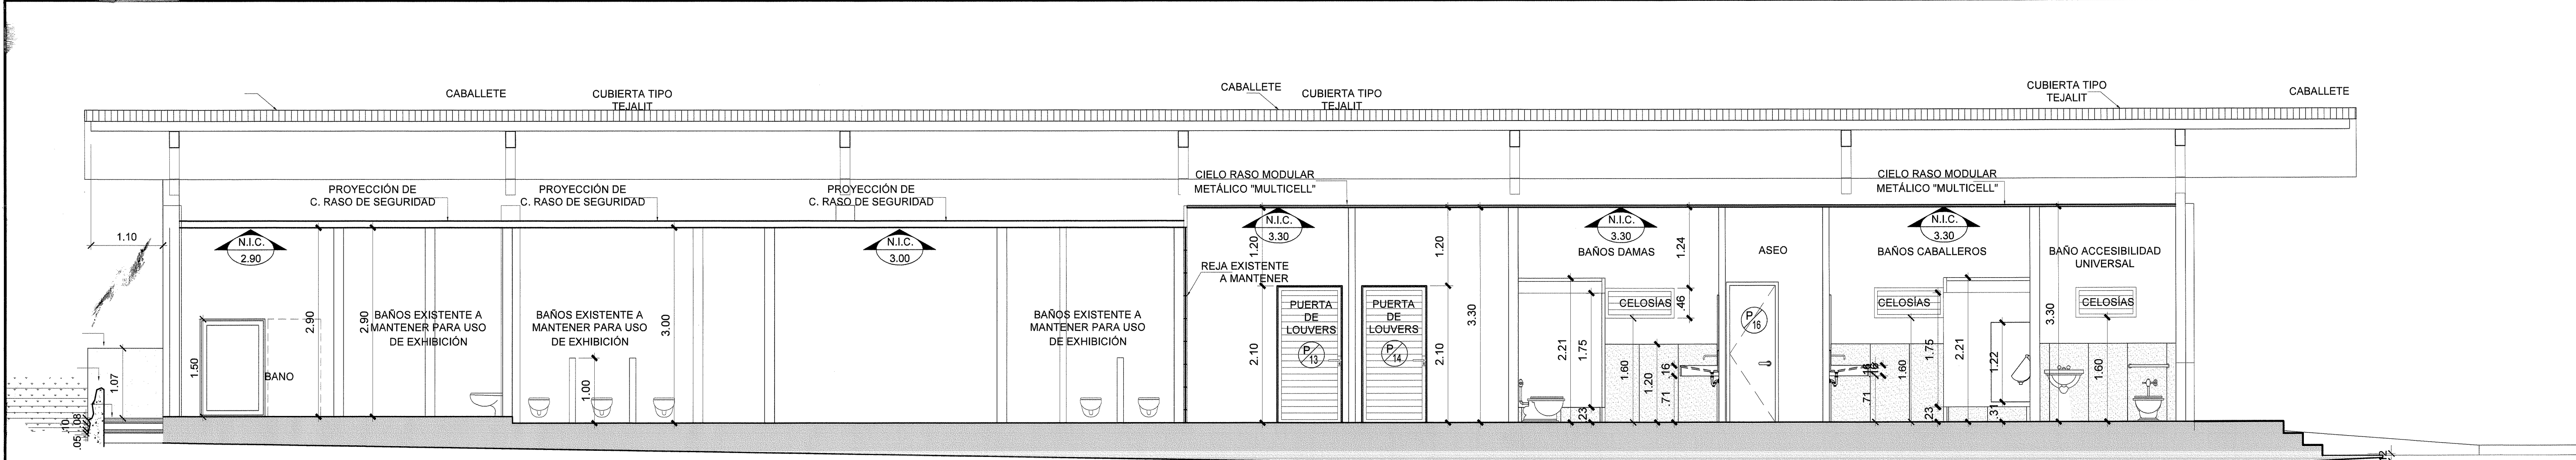 CABALLETE
CUBIERTA TIPO
TEJALIT
CABALLETE
CUBIERTA TIPO
TEJALIT
CUBIERTA TIPO
TEJALIT
CABALLETE
PROYECCIÓN DE
C. RASO DE SEGURIDAD
PROYECCIÓN DE
C. RASO DE SEGURIDAD
PROYECCIÓN DE
C. RASO DE SEGURIDAD
CIELO RASO MODULAR
METÁLICO "MULTICELL"
CIELO RASO MODULAR
METÁLICO "MULTICELL"
1.10
N.I.C.
2.90
N.I.C.
3.00
N.I.C.
3.30
N.I.C.
3.30
N.I.C.
3.30
1.20
1.20
1.24
BAÑOS DAMAS
ASEO
BAÑOS CABALLEROS
BAÑO ACCESIBILIDAD
UNIVERSAL
REJA EXISTENTE
A MANTENER
2.90
2.90
BAÑOS EXISTENTE A
MANTENER PARA USO
DE EXHIBICIÓN
BAÑOS EXISTENTE A
MANTENER PARA USO
DE EXHIBICIÓN
3.00
BAÑOS EXISTENTE A
MANTENER PARA USO
DE EXHIBICIÓN
PUERTA
DE
LOUVERS
P
13
PUERTA
DE
LOUVERS
P
14
2.10
2.10
3.30
CELOSÍAS
.46
P
16
CELOSÍAS
CELOSÍAS
3.30
1.07
1.50
BANO
1.00
2.21
1.75
1.60
1.20
.16
.71
.23
.71
1.60
1.75
2.21
1.22
.23
.31
1.60
.10
.05
.08